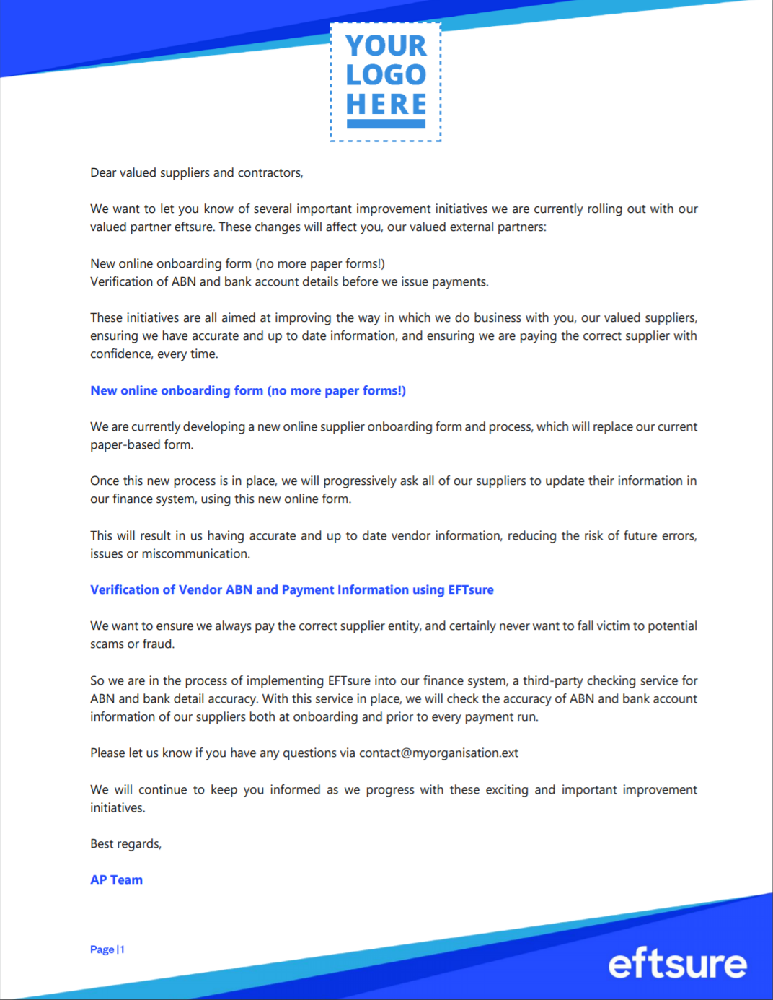 YOUR
LOGO
HERE
Dear valued suppliers and contractors,
We want to let you know of several important improvement initiatives we are currently rolling out with our
valued partner eftsure. These changes will affect you, our valued external partners:
New online onboarding form (no more paper forms!)
Verification of ABN and bank account details before we issue payments.
These initiatives are all aimed at improving the way in which we do business with you, our valued suppliers,
ensuring we have accurate and up to date information, and ensuring we are paying the correct supplier with
confidence, every time.
New online onboarding form (no more paper forms!)
We are currently developing a new online supplier onboarding form and process, which will replace our current
paper-based form.
Once this new process is in place, we will progressively ask all of our suppliers to update their information in
our finance system, using this new online form.
This will result in us having accurate and up to date vendor information, reducing the risk of future errors,
issues or miscommunication.
Verification of Vendor ABN and Payment Information using EFTsure
We want to ensure we always pay the correct supplier entity, and certainly never want to fall victim to potential
scams or fraud.
So we are in the process of implementing EFTsure into our finance system, a third-party checking service for
ABN and bank detail accuracy. With this service in place, we will check the accuracy of ABN and bank account
information of our suppliers both at onboarding and prior to every payment run.
Please let us know if you have any questions via contact@myorganisation.ext
We will continue to keep you informed as we progress with these exciting and important improvement
initiatives.
Best regards,
AP Team
Page |1
eftsure